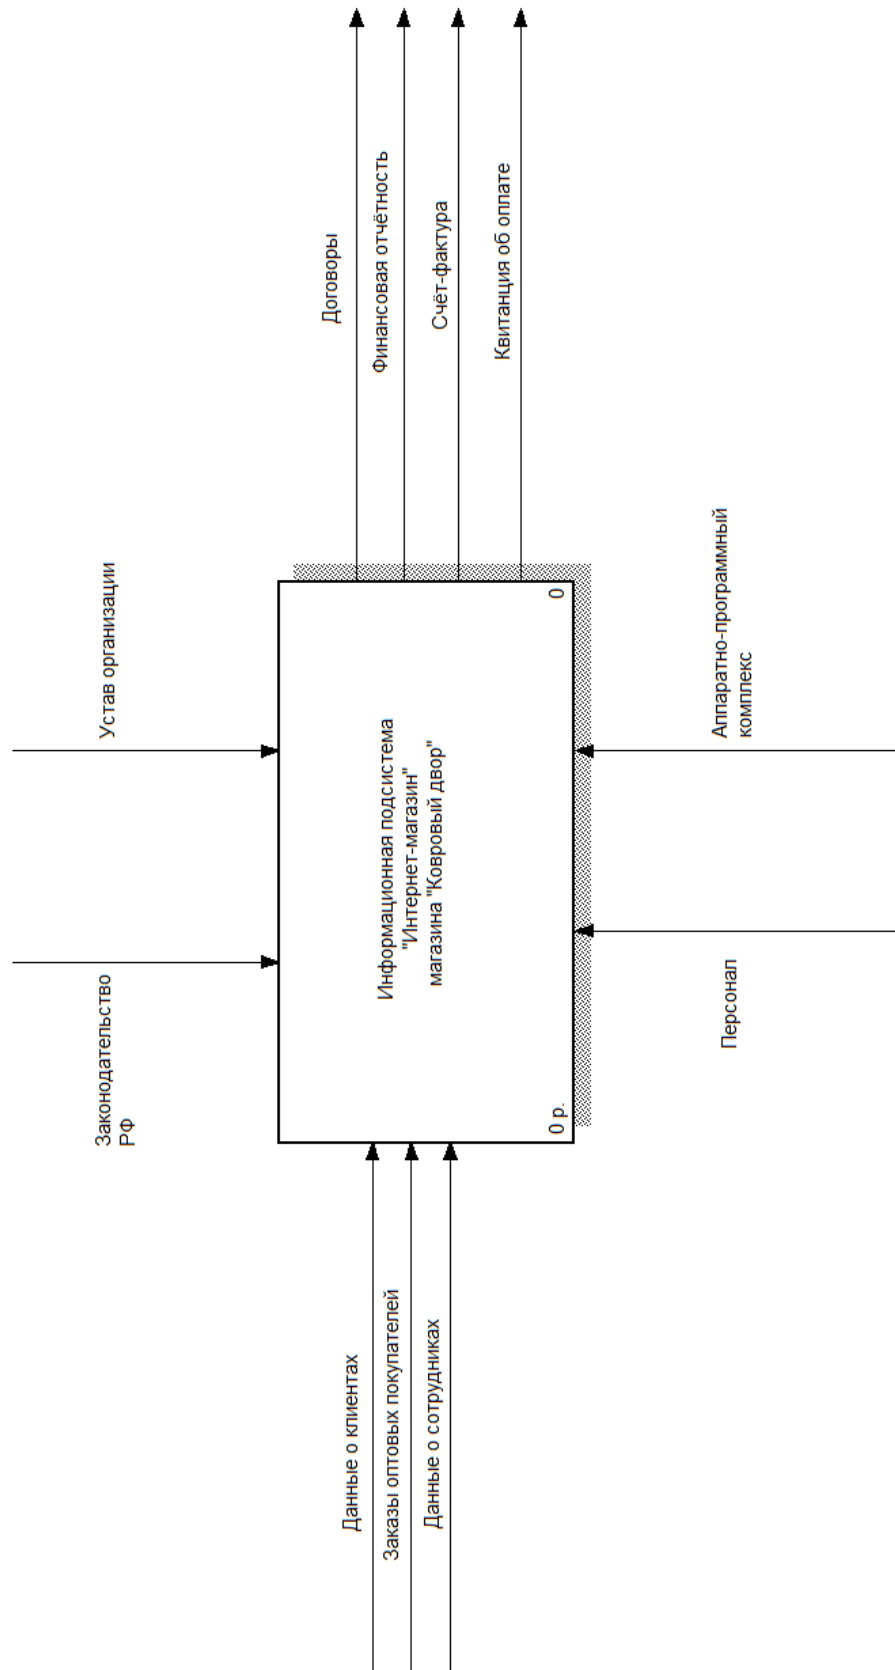 Законодательство
РФ
Устав организации
Данные о клиентах
Заказы оптовых покупателей
Данные о сотрудниках
Информационная подсистема
"Интернет-магазин"
магазина "Ковровый двор"
0 р.
0
Договоры
Финансовая отчётность
Счёт-фактура
Квитанция об оплате
Персонал
Аппаратно-программный
комплекс